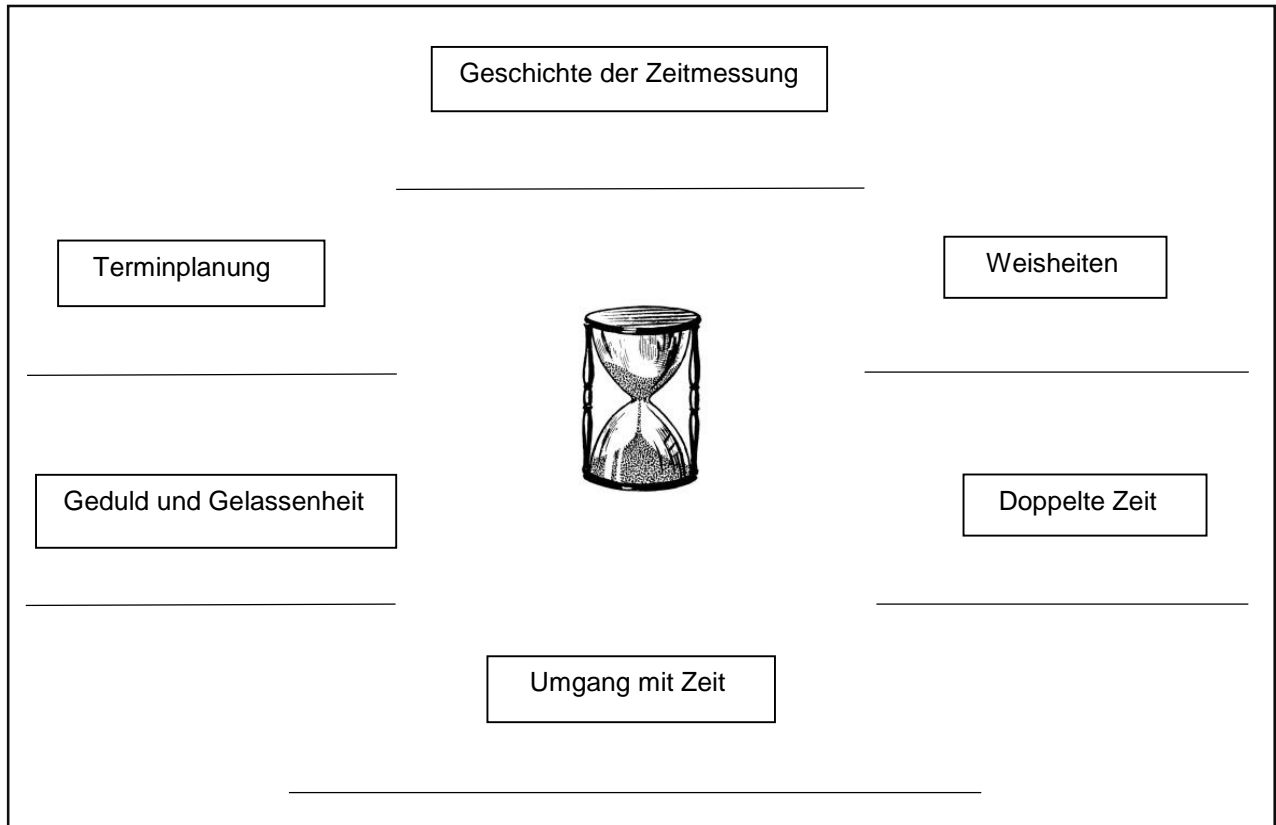 Geschichte der Zeitmessung
Terminplanung
Weisheiten
Geduld und Gelassenheit
Doppelte Zeit
Umgang mit Zeit